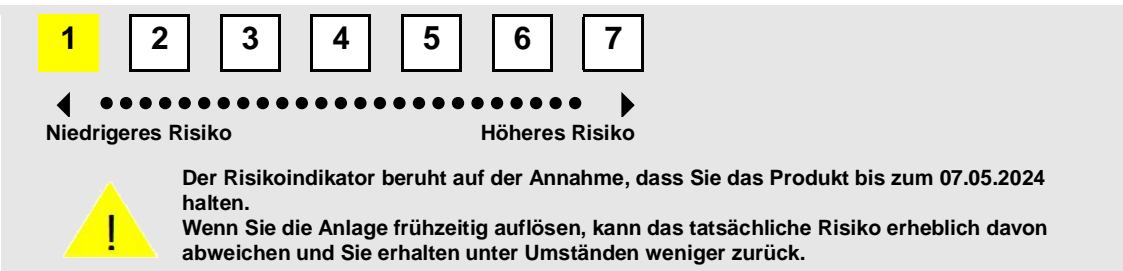 1 2 3 4 5 6 7
Niedrigeres Risiko Höheres Risiko
Der Risikoindikator beruht auf der Annahme, dass Sie das Produkt bis zum 07.05.2024
halten.
Wenn Sie die Anlage frühzeitig auflösen, kann das tatsächliche Risiko erheblich davon
! abweichen und Sie erhalten unter Umständen weniger zurück.